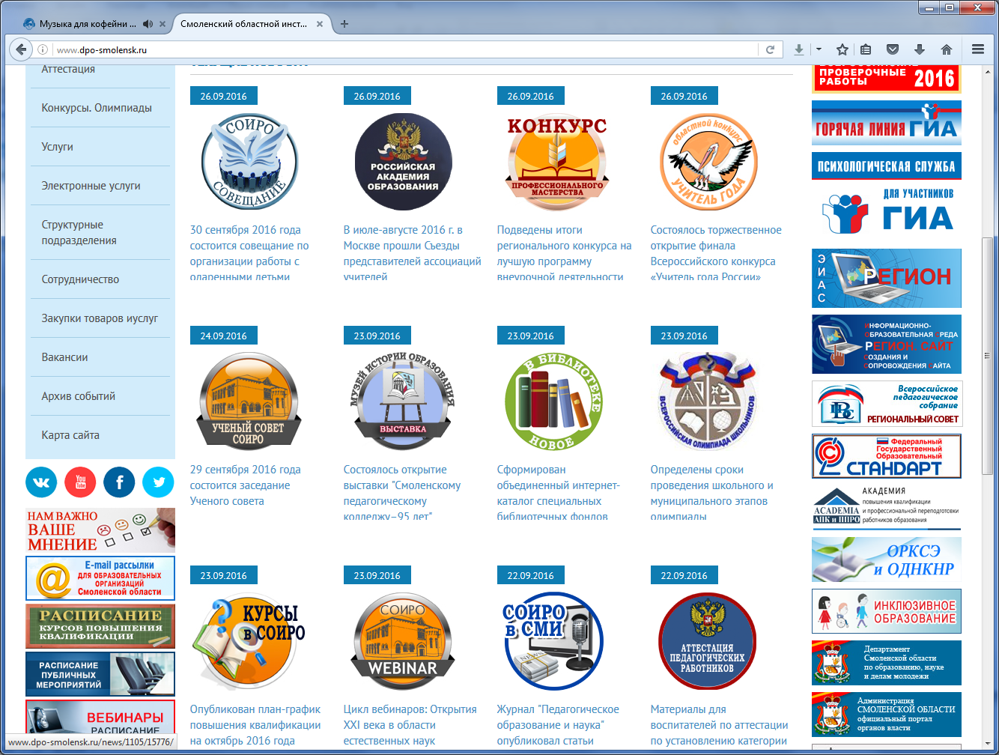 Музыка для кофейни ...
Смоленский областной инст...
www.dpo-smolensk.ru
Аттестация
Конкурсы. Олимпиады
Услуги
Электронные услуги
Структурные
подразделения
Сотрудничество
Закупки товаров иуслуг
Вакансии
Архив событий
Карта сайта
You
Tube
НАМ ВАЖНО
ВАШЕ
МНЕНИЕ
E-mail рассылки
ДЛЯ ОБРАЗОВАТЕЛЬНЫХ
ОРГАНИЗАЦИЙ
Смоленской области
РАСПИСАНИЕ
КУРСОВ ПОВЫШЕНИЯ
КВАЛИФИКАЦИИ
РАСПИСАНИЕ
ПУБЛИЧНЫХ
МЕРОПРИЯТИЙ
ВЕБИНАРЫ
РАСПИСАНИЕ
www.dpo-smolensk.ru/news/1105/15776/
26.09.2016
СОИРО
СОВЕЩАНИЕ
30 сентября 2016 года
состоится совещание по
организации работы с
одаренными детьми
26.09.2016
РОССИЙСКАЯ
АКАДЕМИЯ
ОБРАЗОВАНИЯ
В июле-августе 2016 г. в
Москве прошли Съезды
представителей ассоциаций
учителей
26.09.2016
КОНКУРС
ПРОФЕССИОНАЛЬНОГО
МАСТЕРСТВА
Подведены итоги
регионального конкурса на
лучшую программу
внеурочной деятельности
26.09.2016
областной конкурс
УЧИТЕЛЬ ГОДА
Состоялось торжественное
открытие финала
Всероссийского конкурса
«Учитель года России»
24.09.2016
УЧЕНЫЙ СОВЕТ
СОИРО
29 сентября 2016 года
состоится заседание
Ученого совета
23.09.2016
МУЗЕЙ ИСТОРИИ ОБРАЗОВАНИЯ
ВЫСТАВКА
Состоялось открытие
выставки "Смоленскому
педагогическому
колледжу–95 лет"
23.09.2016
В БИБЛИОТЕКЕ
НОВОЕ
Сформирован
объединенный интернет-
каталог специальных
библиотечных фондов
23.09.2016
ВСЕРОССИЙСКАЯ ОЛИМПИАДА ШКОЛЬНИКОВ
Определены сроки
проведения школьного и
муниципального этапов
олимпиады
23.09.2016
КУРСЫ
В СОИРО
Опубликован план-график
повышения квалификации
на октябрь 2016 года
23.09.2016
СОИРО
WEBINAR
Цикл вебинаров: Открытия
XXI века в области
естественных наук
22.09.2016
СОИРО
В СМИ
NEWS
Журнал "Педагогическое
образование и наука"
опубликовал статьи
22.09.2016
АТТЕСТАЦИЯ
ПЕДАГОГИЧЕСКИХ
РАБОТНИКОВ
Материалы для
воспитателей по аттестации
по установлению категории
ПРОВЕРОЧНЫЕ
РАБОТЫ 2016
ГОРЯЧАЯ ЛИНИЯ ГИА
ПСИХОЛОГИЧЕСКАЯ СЛУЖБА
ДЛЯ УЧАСТНИКОВ
ГИА
ЭИАС
РЕГИОН
ИНФОРМАЦИОННО-
ОБРАЗОВАТЕЛЬНАЯ СРЕДА
РЕГИОН. САЙТ
СОЗДАНИЯ И
СОПРОВОЖДЕНИЯ САЙТА
Всероссийское
педагогическое
собрание
РЕГИОНАЛЬНЫЙ СОВЕТ
Федеральный
Государственный
Образовательный
СТАНДАРТ
АКАДЕМИЯ
повышения квалификации
и профессиональной переподготовки
работников образования
ACADEMIA
АПК и ППРО
ОРКСЭ
и ОДНКНР
ИНКЛЮЗИВНОЕ
ОБРАЗОВАНИЕ
Департамент
Смоленской области
по образованию, науке
и делам молодежи
Администрация
СМОЛЕНСКОЙ ОБЛАСТИ
официальный портал
органов власти